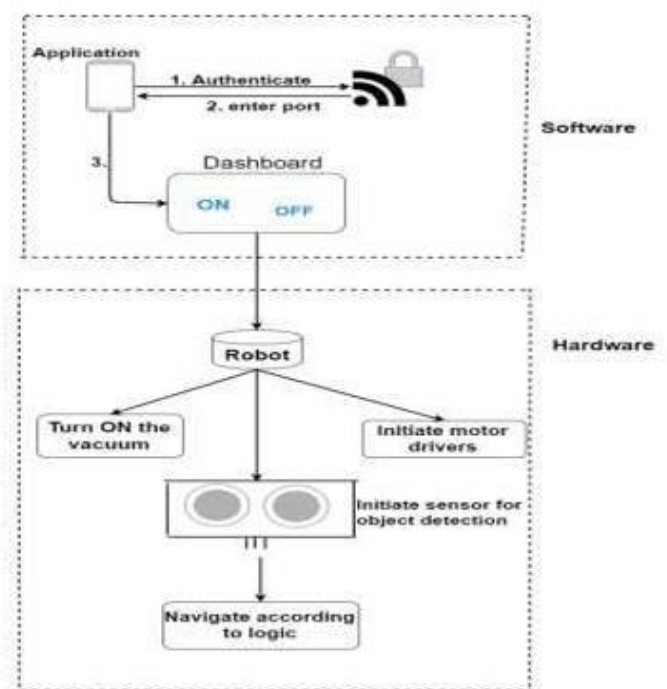 Application
1. Authenticate
2. enter port
Software
3.
Dashboard
ON OFF
Hardware
Robot
Turn ON the
vacuum
Initiate motor
drivers
Initiate sensor for
object detection
Navigate according
to logic